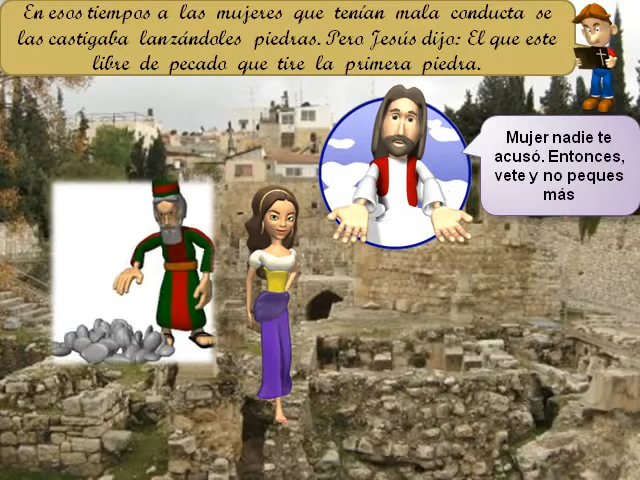 En esos tiempos a las mujeres que tenían mala conducta se
las castigaba lanzándoles piedras. Pero Jesús dijo: El que este
libre de pecado que tire la primera piedra.
Mujer nadie te
acusó. Entonces,
vete y no peques
más